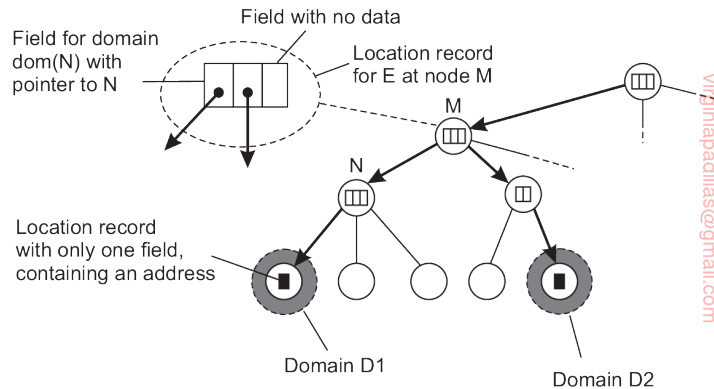 Field with no data
Field for domain
dom(N) with
pointer to N
Location record
for E at node M
M
N
Location record
with only one field,
containing an address
Domain D1
Domain D2
virginiapadillas@gmail.com